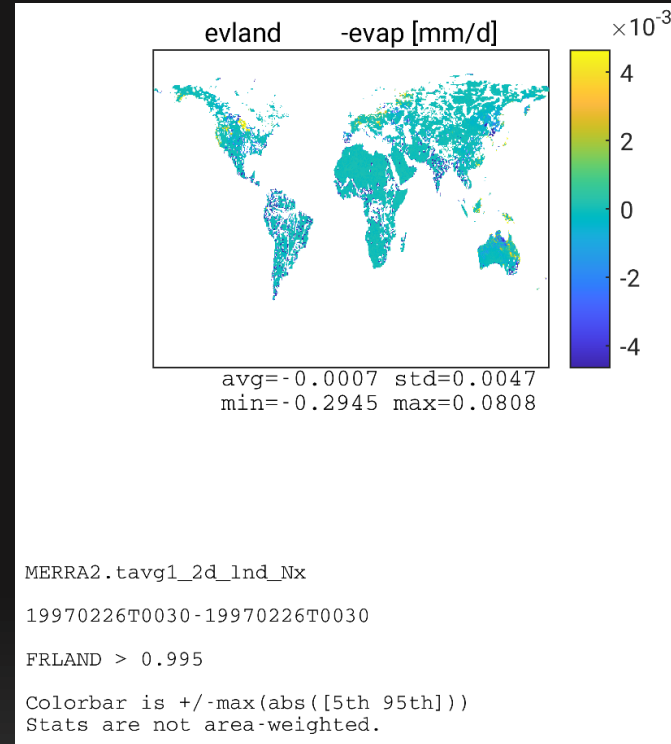 ×10-3
evland -evap [mm/d]
4
2
0
-2
-4
avg=-0.0007 std=0.0047
min=-0.2945 max=0.0808
MERRA2.tavg1_2d_lnd_Nx
19970226T0030-19970226T0030
FRLAND > 0.995
Colorbar is +/-max(abs([5th 95th]))
Stats are not area-weighted.